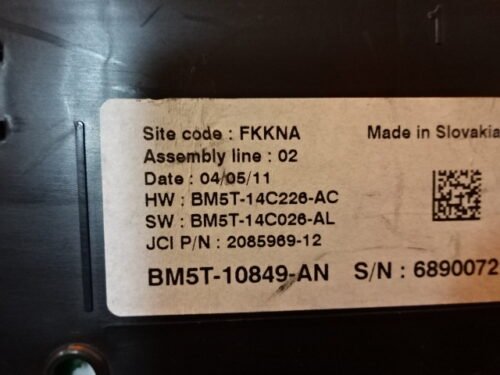 1
Site code : FKKNA Made in Slovakia
Assembly line : 02
Date : 04/05/11
HW : BM5T-14C226-AC
SW : BM5T-14C026-AL
JCI P/N : 2085969-12
BM5T-10849-AN S/N : 6890072